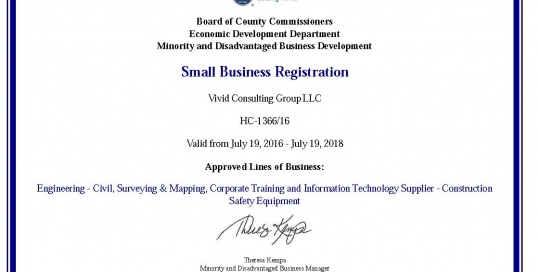 Board of County Commissioners
Economic Development Department
Minority and Disadvantaged Business Development
Small Business Registration
Vivid Consulting Group LLC
HC-1366/16
Valid from July 19, 2016 - July 19, 2018
Approved Lines of Business:
Engineering - Civil, Surveying & Mapping, Corporate Training and Information Technology Supplier - Construction
Safety Equipment
Theresa Kemps
Theresa Kemps
Minority and Disadvantaged Business Manager